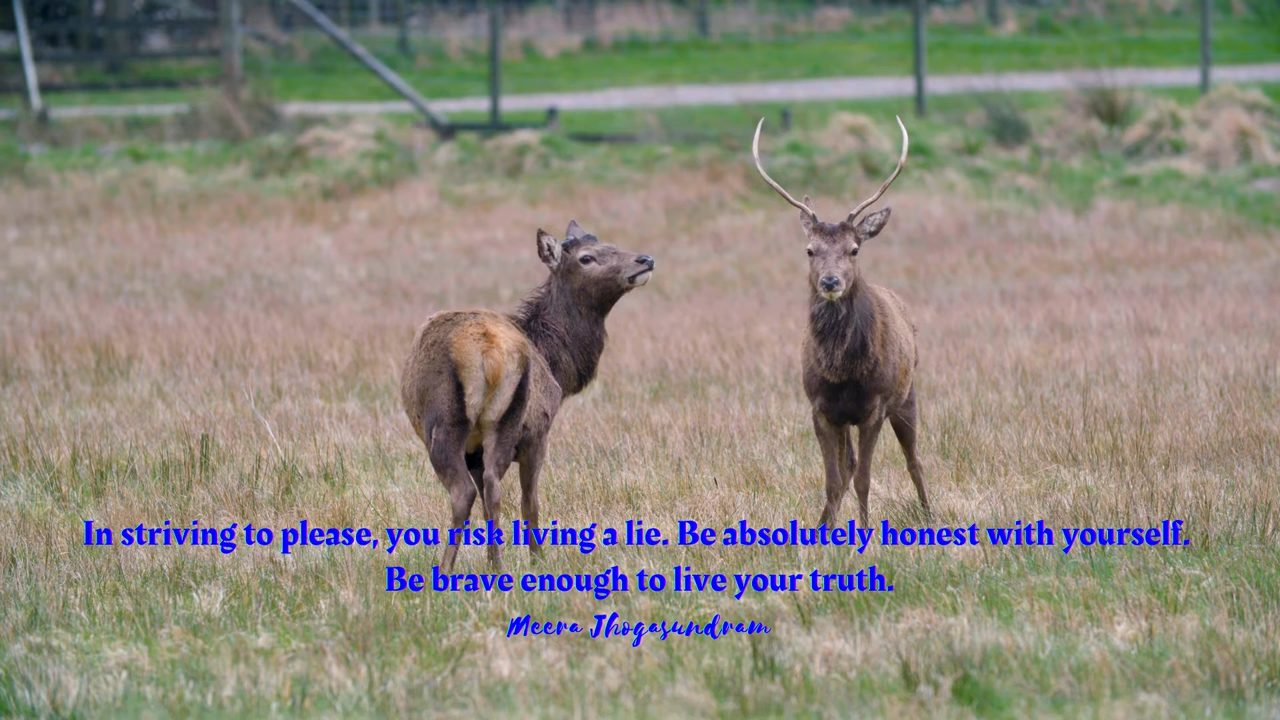 In striving to please, you risk living a lie. Be absolutely honest with yourself.
Be brave enough to live your truth.
Meera Jhogasundram